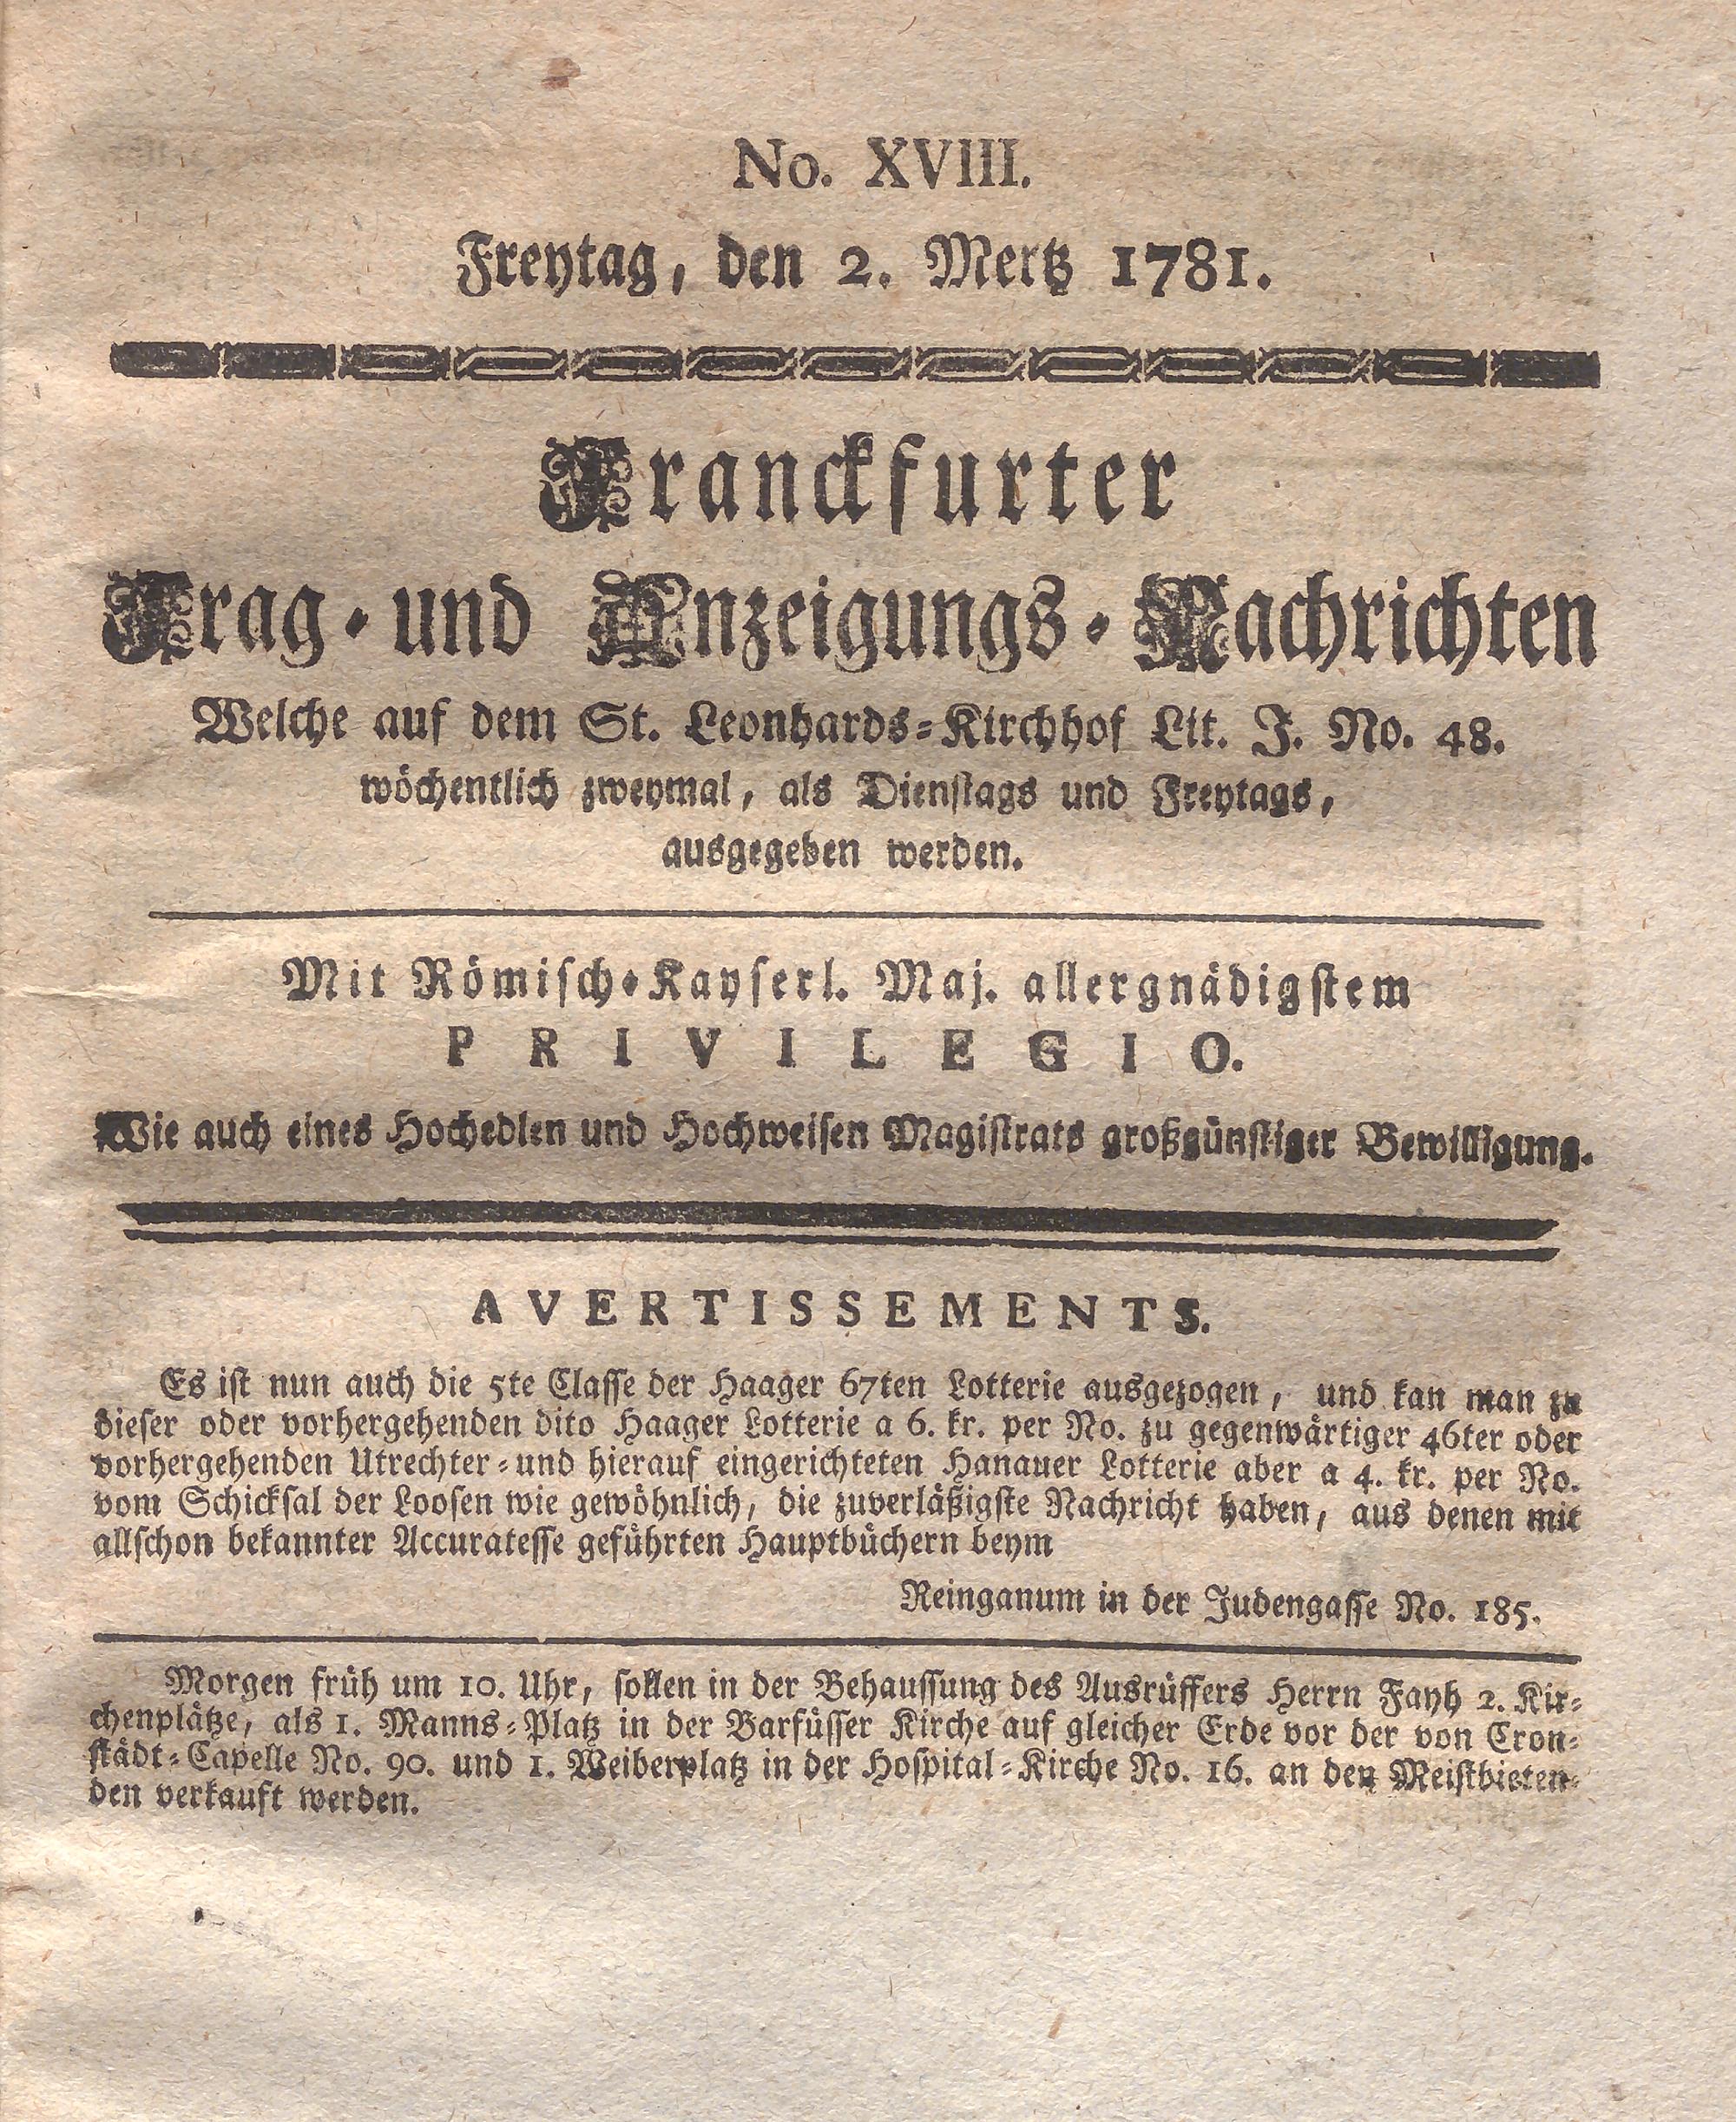 No. XVIII.
Freytag, den 2. Mertz 1781.
Franckfurter
Frag- und Anzeigungs-Nachrichten
Welche auf dem St. Leonhards-Kirchhof Lit. J. No. 48.
wöchentlich zweymal, als Dienstags und Freytags,
ausgegeben werden.
Mit Römisch-Kayserl. Maj. allergnädigstem
PRIVILEGIO.
Wie auch eines Hochedlen und Hochweisen Magistrats großgünstiger Bewilligung.
AVERTISSEMENTS.
Es ist nun auch die 5te Classe der Haager 67ten Lotterie ausgezogen, und kan man zu
dieser oder vorhergehenden dito Haager Lotterie a 6. kr. per No. zu gegenwärtiger 46ter oder
vorhergehenden Utrechter- und hierauf eingerichteten Hanauer Lotterie aber a 4. kr. per No.
vom Schicksal der Loosen wie gewöhnlich, die zuverläßigste Nachricht haben, aus denen mit
allschon bekannter Accuratesse geführten Hauptbüchern beym
Reinganum in der Judengasse No. 185.
Morgen früh um 10. Uhr, sollen in der Behaussung des Ausrüffers Herrn Fayh 2. Kir-
chenplätze, als 1. Manns-Platz in der Barfüsser Kirche auf gleicher Erde vor der von Cron-
städt-Capelle No. 90. und 1. Weiberplatz in der Hospital-Kirche No. 16. an den Meistbieten-
den verkauft werden.